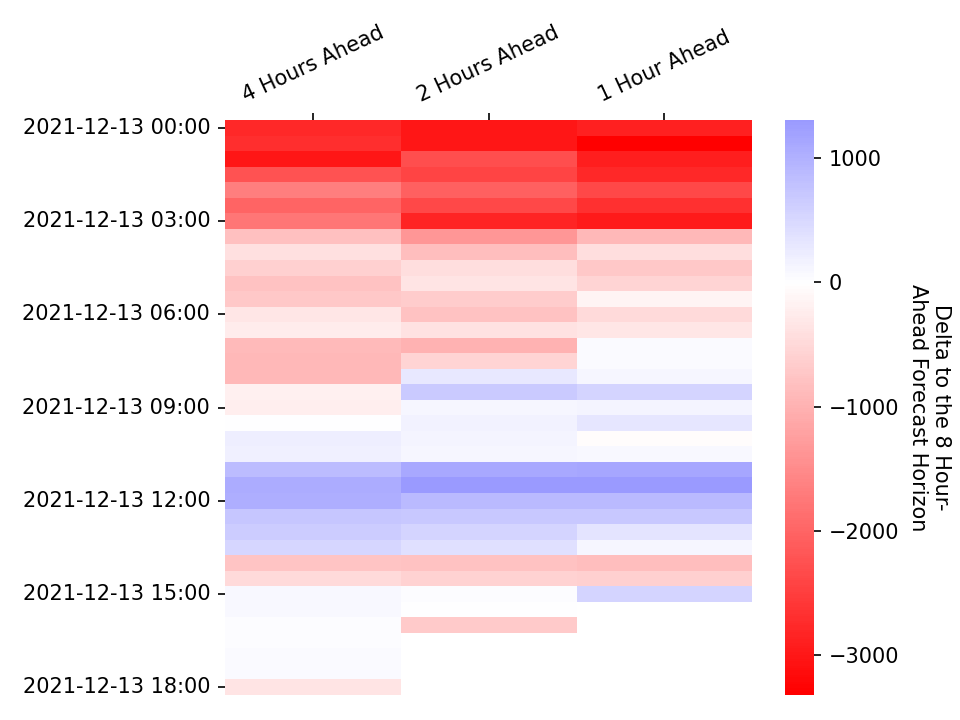 4 Hours Ahead
2 Hours Ahead
1 Hour Ahead
2021-12-13 00:00
2021-12-13 03:00
2021-12-13 06:00
2021-12-13 09:00
2021-12-13 12:00
2021-12-13 15:00
2021-12-13 18:00
1000
0
−1000
−2000
−3000
Delta to the 8 Hour-
Ahead Forecast Horizon